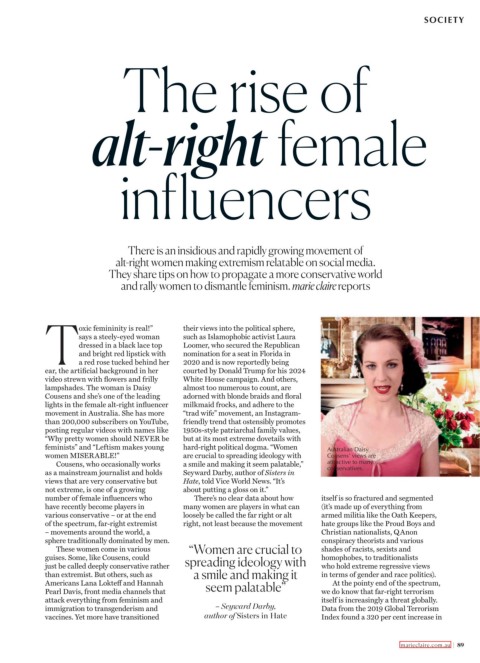 SOCIETY
The rise of
alt-right female
influencers
There is an insidious and rapidly growing movement of
alt-right women making extremism relatable on social media.
They share tips on how to propagate a more conservative world
and rally women to dismantle feminism. marie claire reports
Toxic femininity is real!”
says a steely-eyed woman
dressed in a black lace top
and bright red lipstick with
a red rose tucked behind her
ear, the artificial background in her
video strewn with flowers and frilly
lampshades. The woman is Daisy
Cousens and she’s one of the leading
lights in the female alt-right influencer
movement in Australia. She has more
than 200,000 subscribers on YouTube,
posting regular videos with names like
“Why pretty women should NEVER be
feminists” and “Leftism makes young
women MISERABLE!”
Cousens, who occasionally works
as a mainstream journalist and holds
views that are very conservative but
not extreme, is one of a growing
number of female influencers who
have recently become players in
various conservative – or at the end
of the spectrum, far-right extremist
– movements around the world, a
sphere traditionally dominated by men.
These women come in various
guises. Some, like Cousens, could
just be called deeply conservative rather
than extremist. But others, such as
Americans Lana Lokteff and Hannah
Pearl Davis, front media channels that
attack everything from feminism and
immigration to transgenderism and
vaccines. Yet more have transitioned
their views into the political sphere,
such as Islamophobic activist Laura
Loomer, who secured the Republican
nomination for a seat in Florida in
2020 and is now reportedly being
courted by Donald Trump for his 2024
White House campaign. And others,
almost too numerous to count, are
adorned with blonde braids and floral
milkmaid frocks, and adhere to the
“trad wife” movement, an Instagram-
friendly trend that ostensibly promotes
1950s-style patriarchal family values,
but at its most extreme dovetails with
hard-right political dogma. “Women
are crucial to spreading ideology with
a smile and making it seem palatable,”
Seyward Darby, author of Sisters in
Hate, told Vice World News. “It’s
about putting a gloss on it.”
There’s no clear data about how
many women are players in what can
loosely be called the far right or alt
right, not least because the movement
“Women are crucial to
spreading ideology with
a smile and making it
seem palatable”
– Seyward Darby,
author of Sisters in Hate
Australian Daisy
Cousens’ views are
attractive to many
conservatives.
itself is so fractured and segmented
(it’s made up of everything from
armed militia like the Oath Keepers,
hate groups like the Proud Boys and
Christian nationalists, QAnon
conspiracy theorists and various
shades of racists, sexists and
homophobes, to traditionalists
who hold extreme regressive views
in terms of gender and race politics).
At the pointy end of the spectrum,
we do know that far-right terrorism
itself is increasingly a threat globally.
Data from the 2019 Global Terrorism
Index found a 320 per cent increase in
marieclaire.com.au | 89